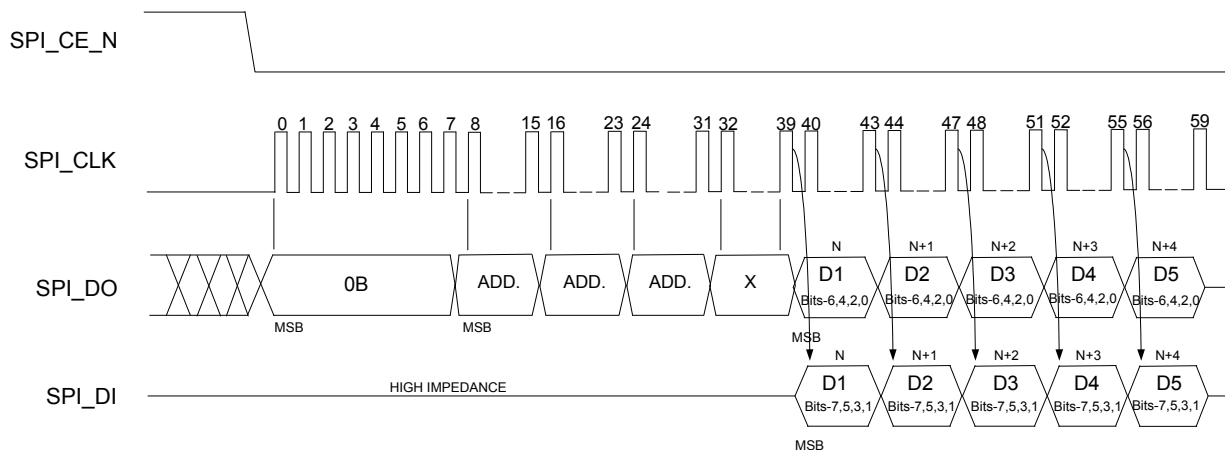 SPI_CE_N
0 1 2 3 4 5 6 7 8 15 16 23 24 31 32 39 40 43 44 47 48 51 52 55 56 59
SPI_CLK
N N+1 N+2 N+3 N+4
SPI_DO 0B ADD. ADD. ADD. X D1 D2 D3 D4 D5
Bits-6,4,2,0 Bits-6,4,2,0 Bits-6,4,2,0 Bits-6,4,2,0 Bits-6,4,2,0
MSB MSB MSB
N N+1 N+2 N+3 N+4
HIGH IMPEDANCE
SPI_DI D1 D2 D3 D4 D5
Bits-7,5,3,1 Bits-7,5,3,1 Bits-7,5,3,1 Bits-7,5,3,1 Bits-7,5,3,1
MSB